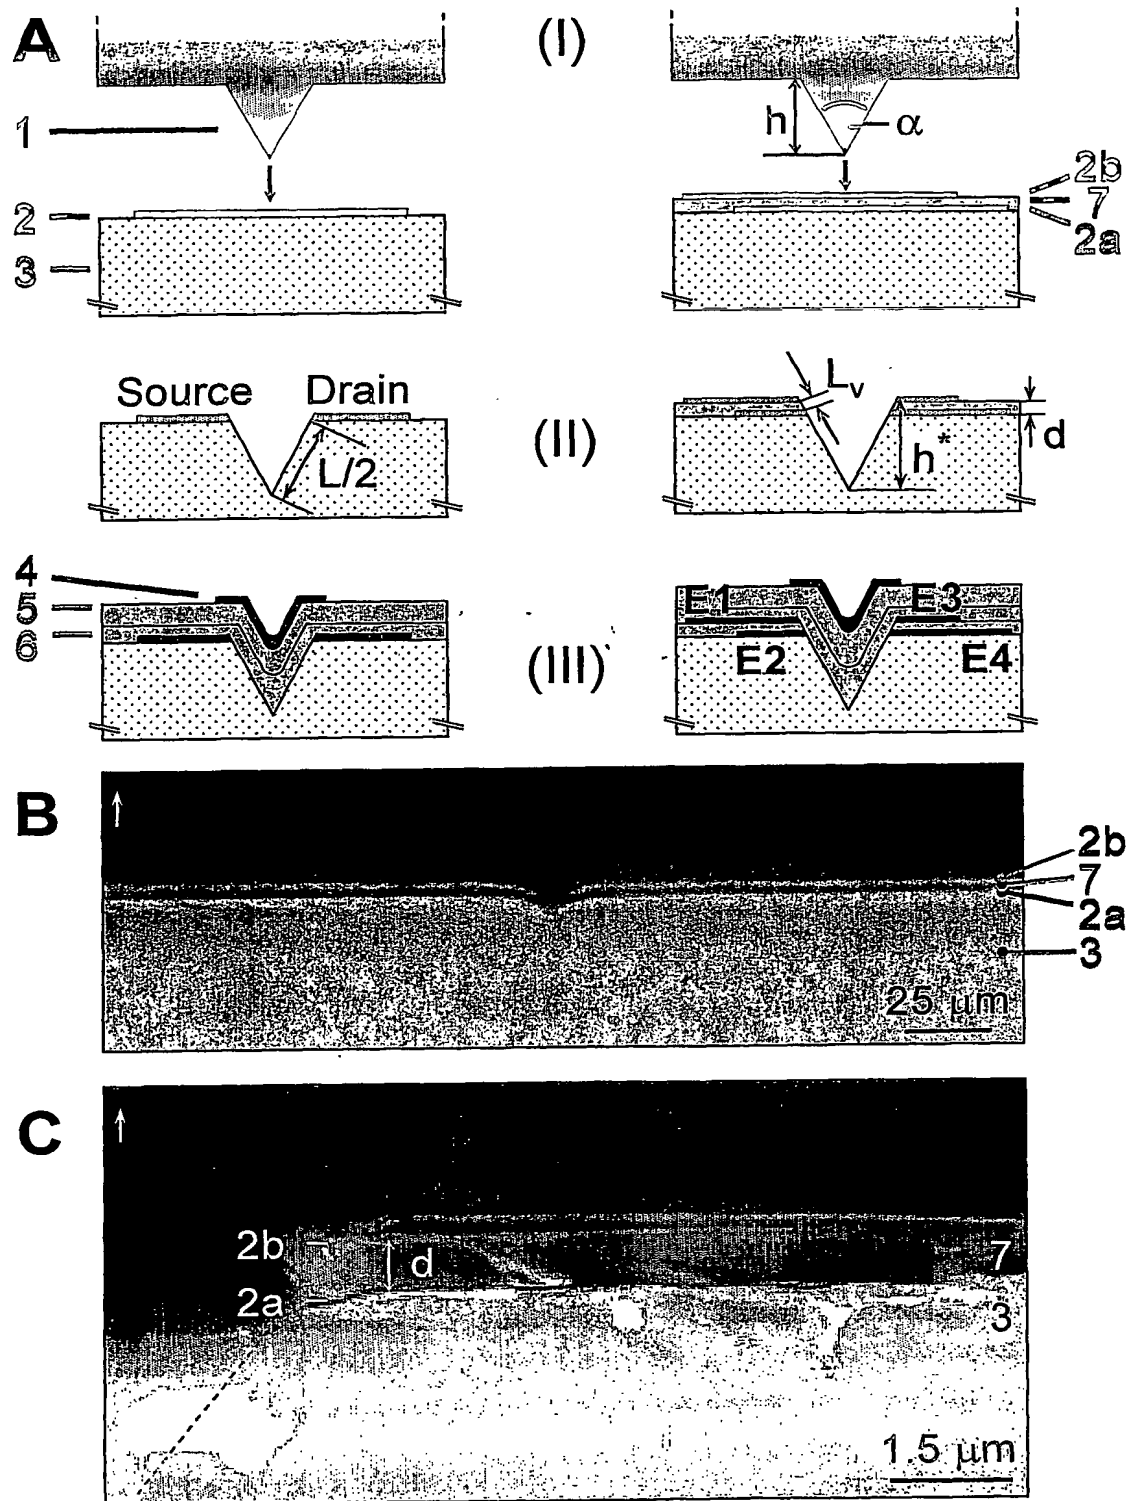 A
(I)
1
h
α
2
3
2b
7
2a
Source
Drain
L/2
(II)
Lv
h*
d
4
5
6
(III)
E1
E3
E2
E4
B
2b
7
2a
3
25 μm
C
2b
d
2a
7
3
1.5 μm